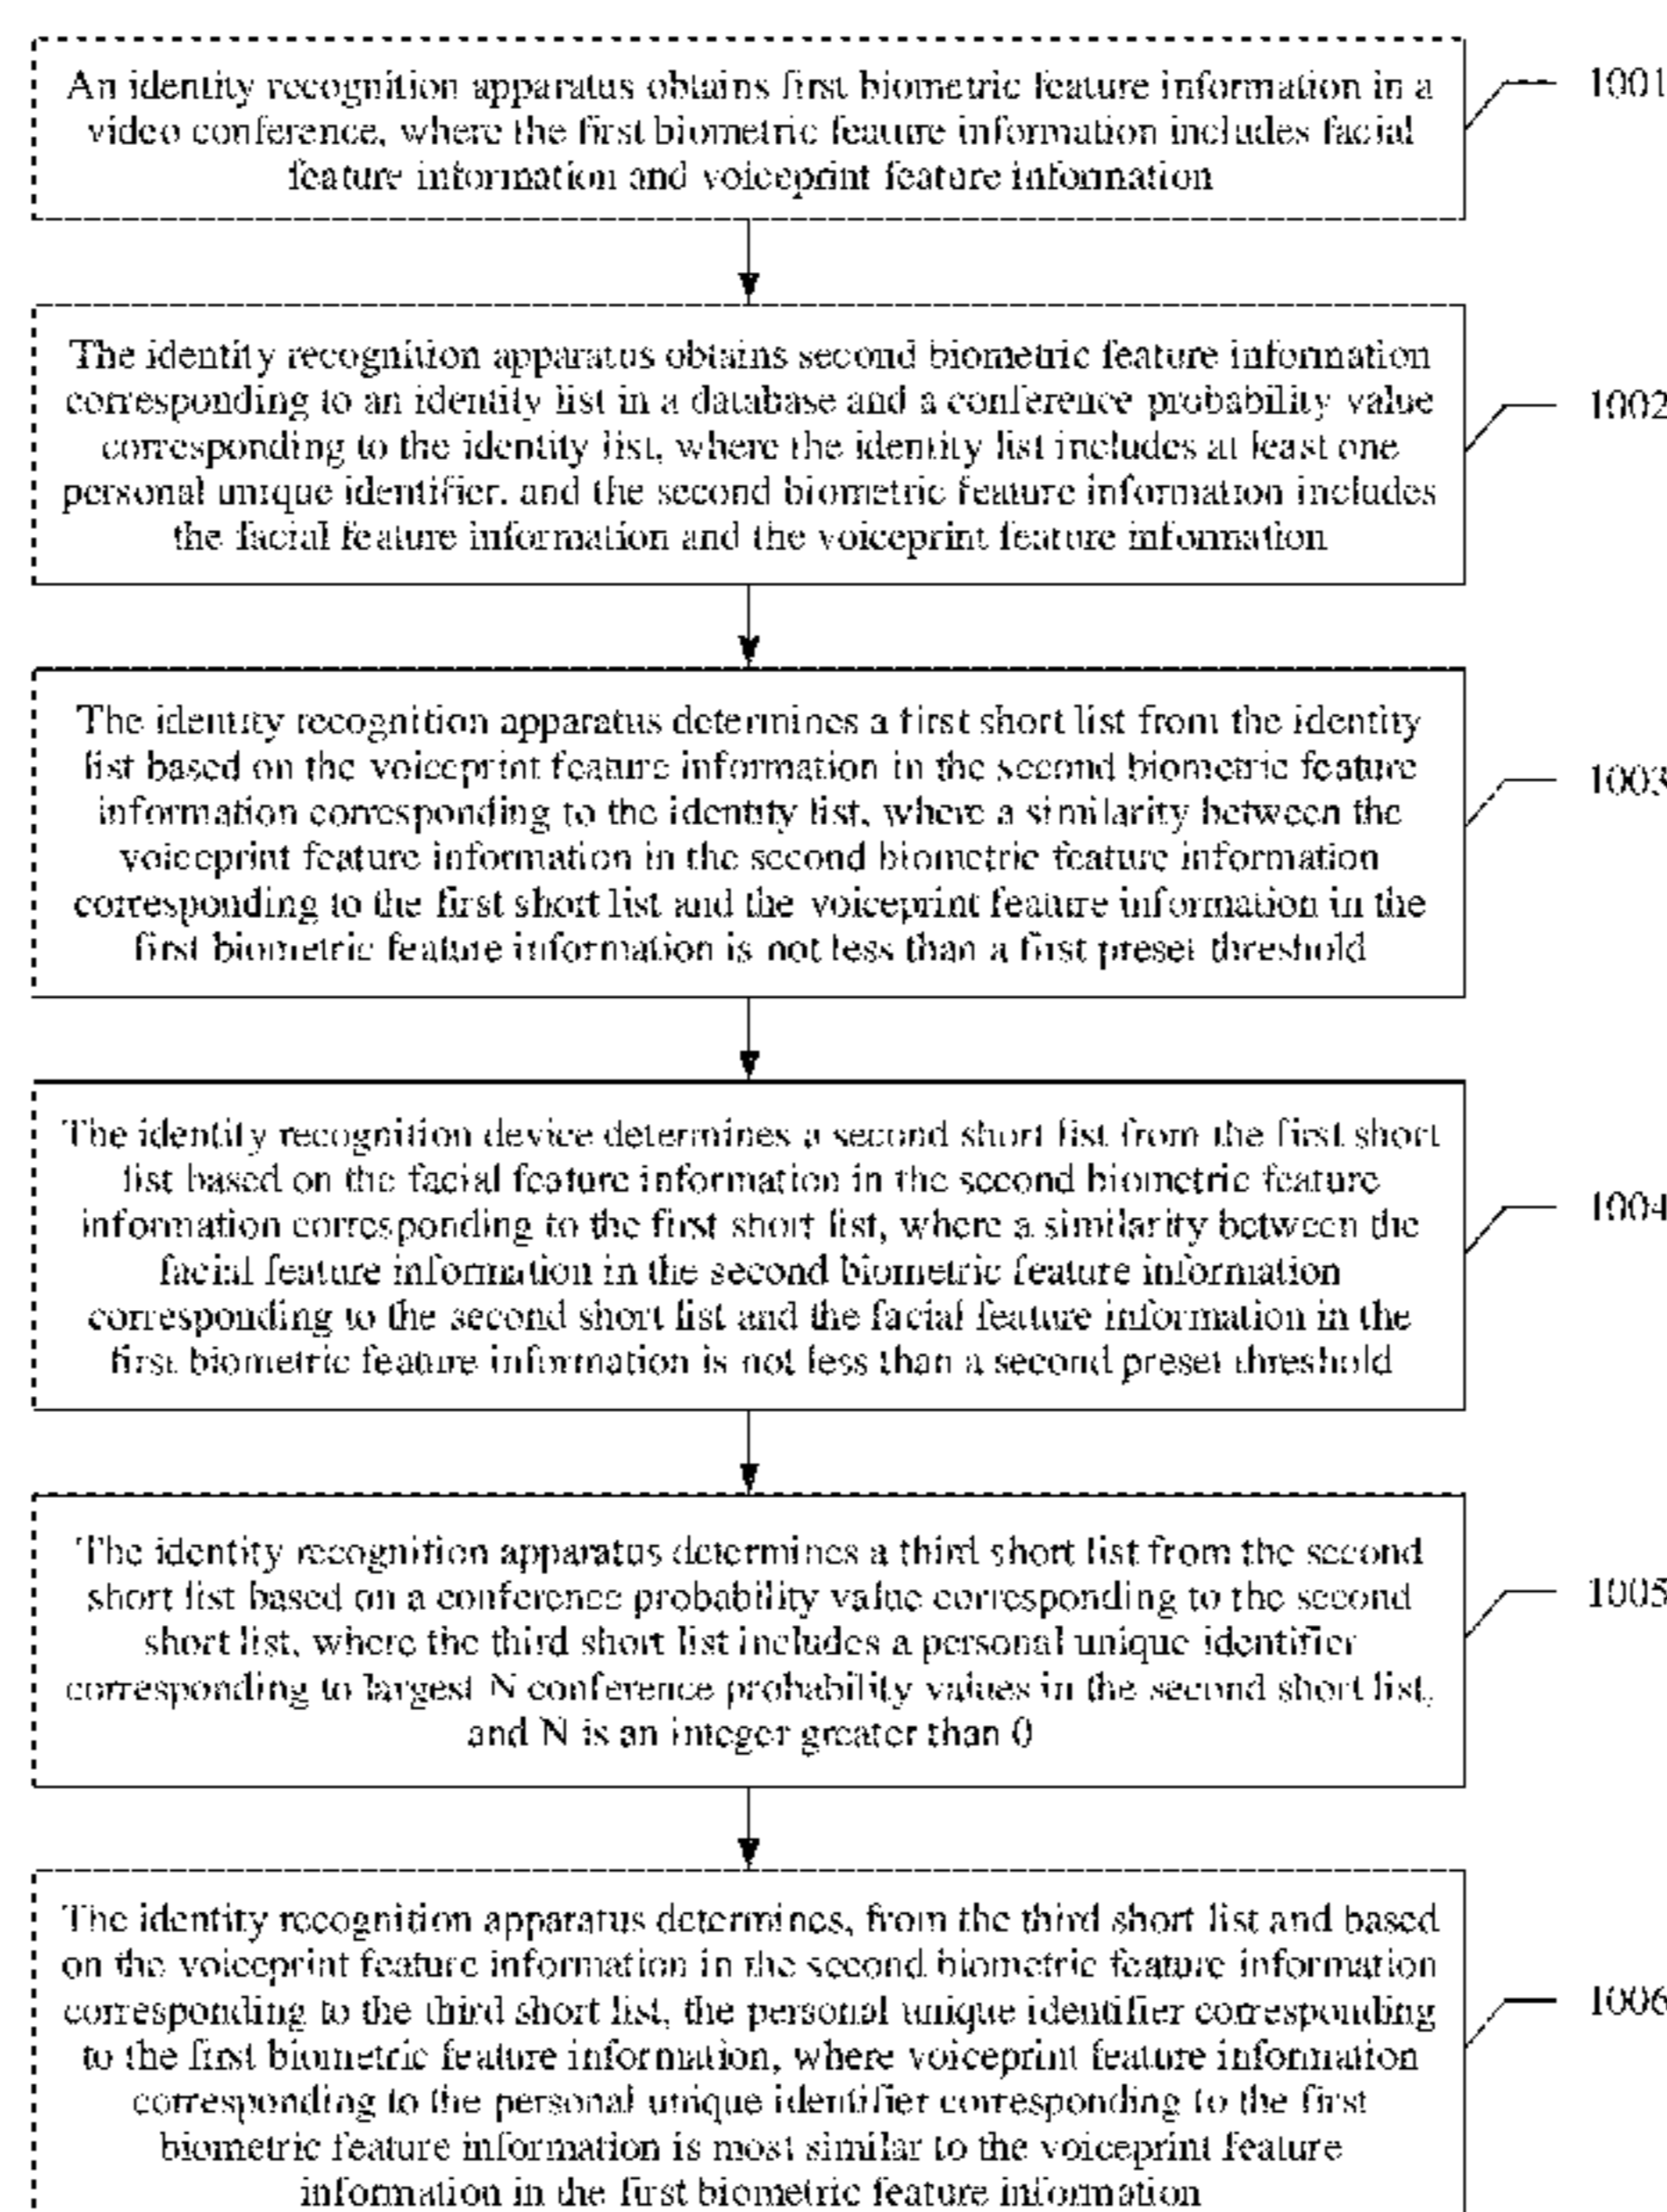 An identity recognition apparatus obtains first biometric feature information in a
video conference, where the first biometric feature information includes facial
feature information and voiceprint feature information
1001
The identity recognition apparatus obtains second biometric feature information
corresponding to an identity list in a database and a conference probability value
corresponding to the identity list, where the identity list includes at least one
personal unique identifier, and the second biometric feature information includes
the facial feature information and the voiceprint feature information
1002
The identity recognition apparatus determines a first short list from the identity
list based on the voiceprint feature information in the second biometric feature
information corresponding to the identity list, where a similarity between the
voiceprint feature information in the second biometric feature information
corresponding to the first short list and the voiceprint feature information in the
first biometric feature information is not less than a first preset threshold
1003
The identity recognition device determines a second short list from the first short
list based on the facial feature information in the second biometric feature
information corresponding to the first short list, where a similarity between the
facial feature information in the second biometric feature information
corresponding to the second short list and the facial feature information in the
first biometric feature information is not less than a second preset threshold
1004
The identity recognition apparatus determines a third short list from the second
short list based on a conference probability value corresponding to the second
short list, where the third short list includes a personal unique identifier
corresponding to largest N conference probability values in the second short list,
and N is an integer greater than 0
1005
The identity recognition apparatus determines, from the third short list and based
on the voiceprint feature information in the second biometric feature information
corresponding to the third short list, the personal unique identifier corresponding
to the first biometric feature information, where voiceprint feature information
corresponding to the personal unique identifier corresponding to the first
biometric feature information is most similar to the voiceprint feature
information in the first biometric feature information
1006